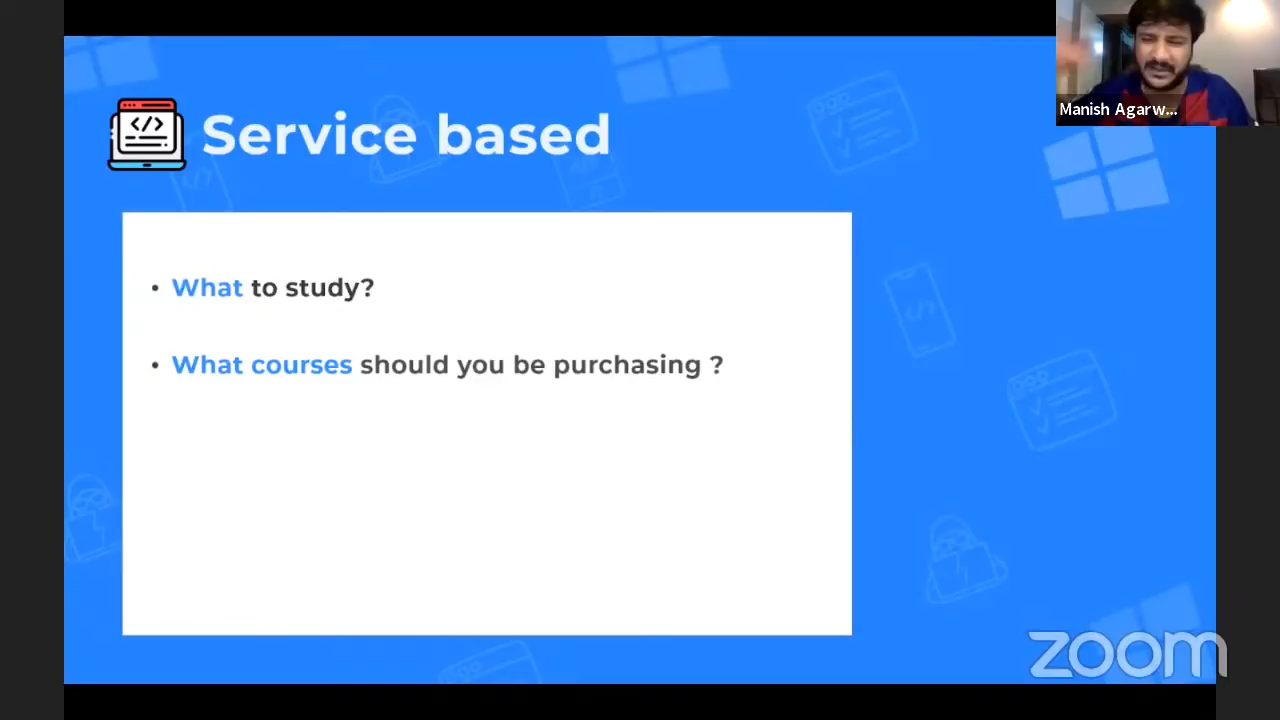 Manish Agarw...
</> Service based
• What to study?
• What courses should you be purchasing ?
zoom